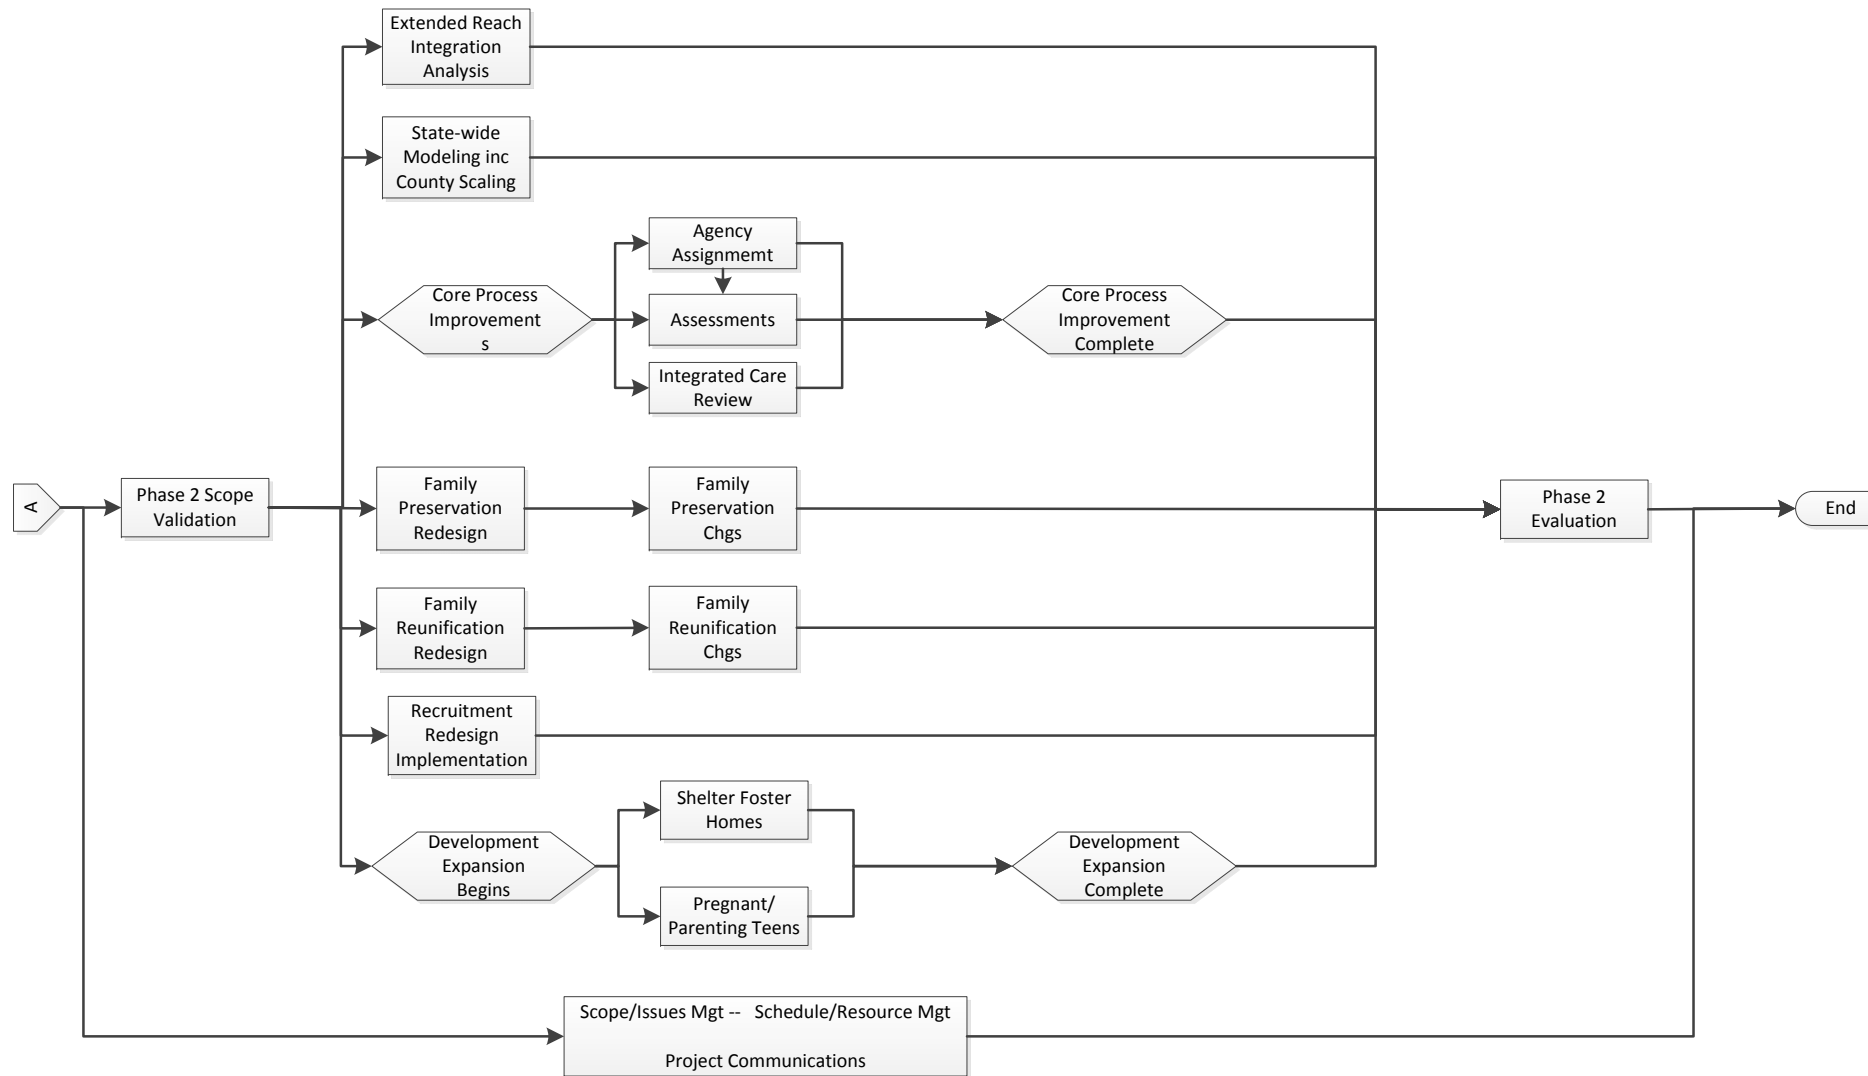 Extended Reach
Integration
Analysis
State-wide
Modeling inc
County Scaling
Agency
Assignmemt
Core Process
Improvement
s
Assessments
Core Process
Improvement
Complete
Integrated Care
Review
A
Phase 2 Scope
Validation
Family
Preservation
Redesign
Family
Preservation
Chgs
Phase 2
Evaluation
End
Family
Reunification
Redesign
Family
Reunification
Chgs
Recruitment
Redesign
Implementation
Shelter Foster
Homes
Development
Expansion
Begins
Development
Expansion
Complete
Pregnant/
Parenting Teens
Scope/Issues Mgt -- Schedule/Resource Mgt
Project Communications